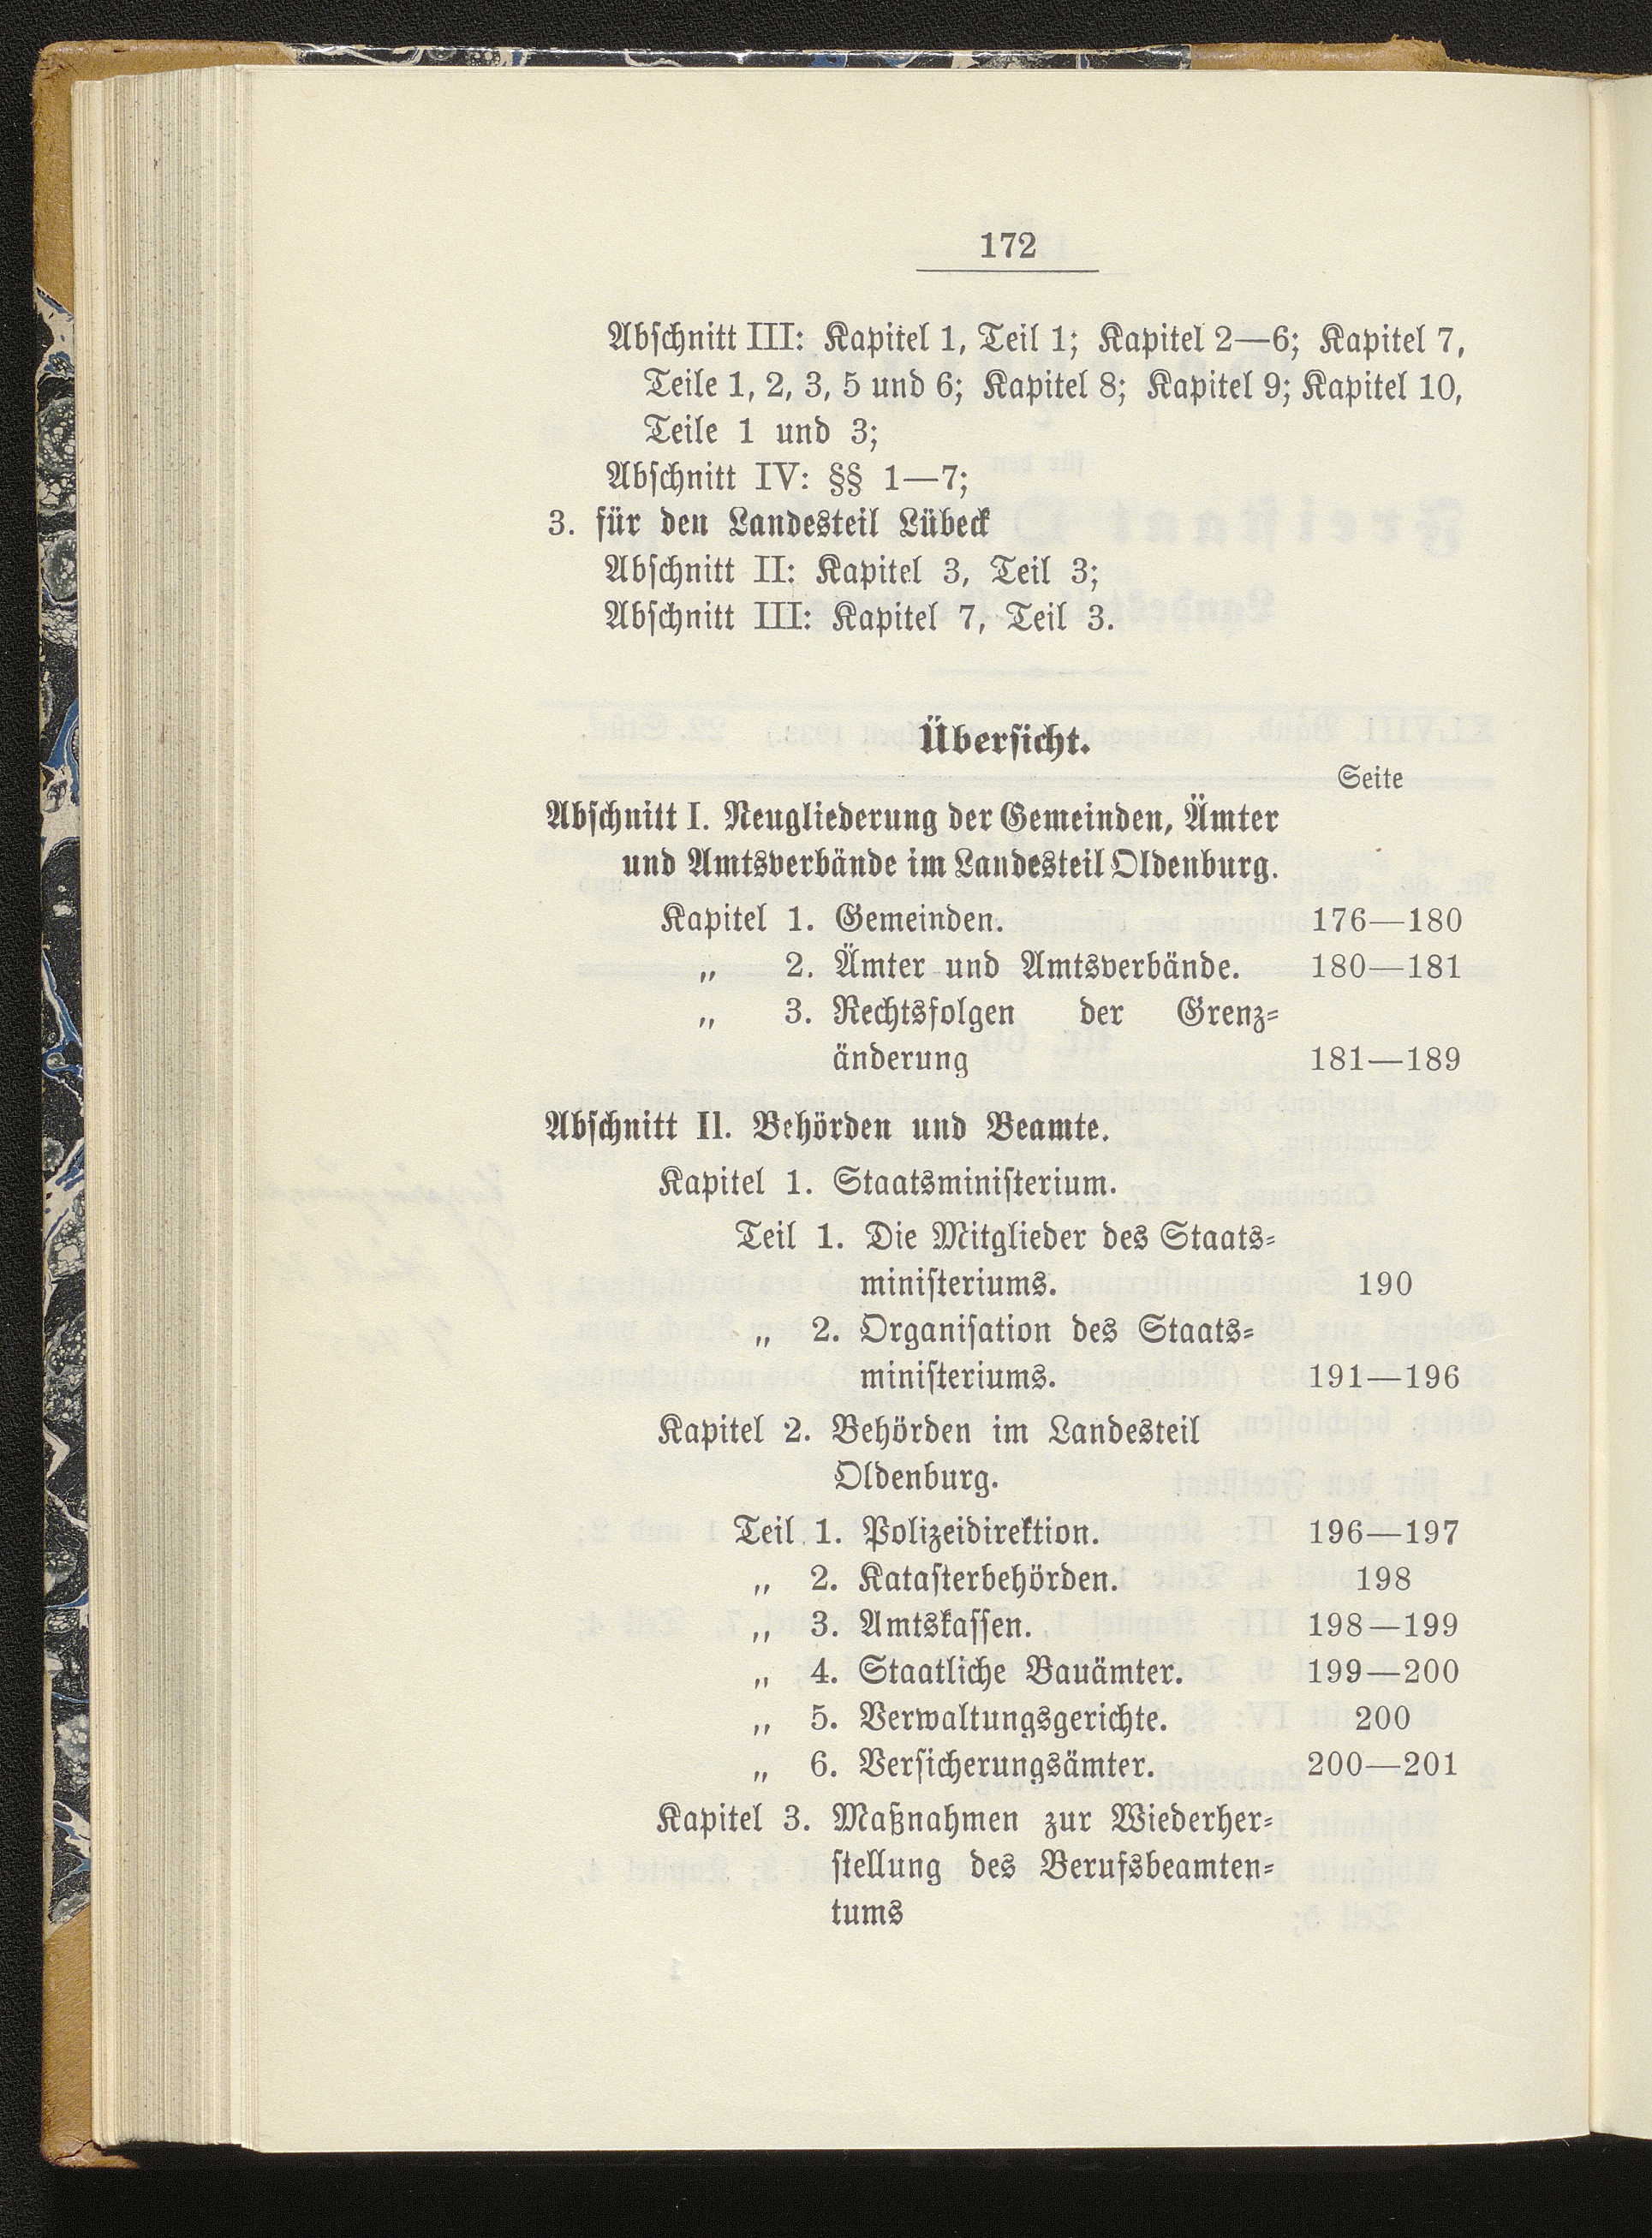 172
Abschnitt III: Kapitel 1, Teil 1; Kapitel 2—6; Kapitel 7,
Teile 1, 2, 3, 5 und 6; Kapitel 8; Kapitel 9; Kapitel 10,
Teile 1 und 3;
Abschnitt IV: §§ 1—7;
3. für den Landesteil Lübeck
Abschnitt II: Kapitel 3, Teil 3;
Abschnitt III: Kapitel 7, Teil 3.
Übersicht.
Seite
Abschnitt I. Neugliederung der Gemeinden, Ämter
und Amtsverbände im Landesteil Oldenburg.
Kapitel 1. Gemeinden. 176—180
„ 2. Ämter und Amtsverbände. 180—181
„ 3. Rechtsfolgen der Grenz-
änderung 181—189
Abschnitt II. Behörden und Beamte.
Kapitel 1. Staatsministerium.
Teil 1. Die Mitglieder des Staats-
ministeriums. 190
„ 2. Organisation des Staats-
ministeriums. 191—196
Kapitel 2. Behörden im Landesteil
Oldenburg.
Teil 1. Polizeidirektion. 196—197
„ 2. Katasterbehörden. 198
„ 3. Amtskassen. 198—199
„ 4. Staatliche Bauämter. 199—200
„ 5. Verwaltungsgerichte. 200
„ 6. Versicherungsämter. 200—201
Kapitel 3. Maßnahmen zur Wiederher-
stellung des Berufsbeamten-
tums